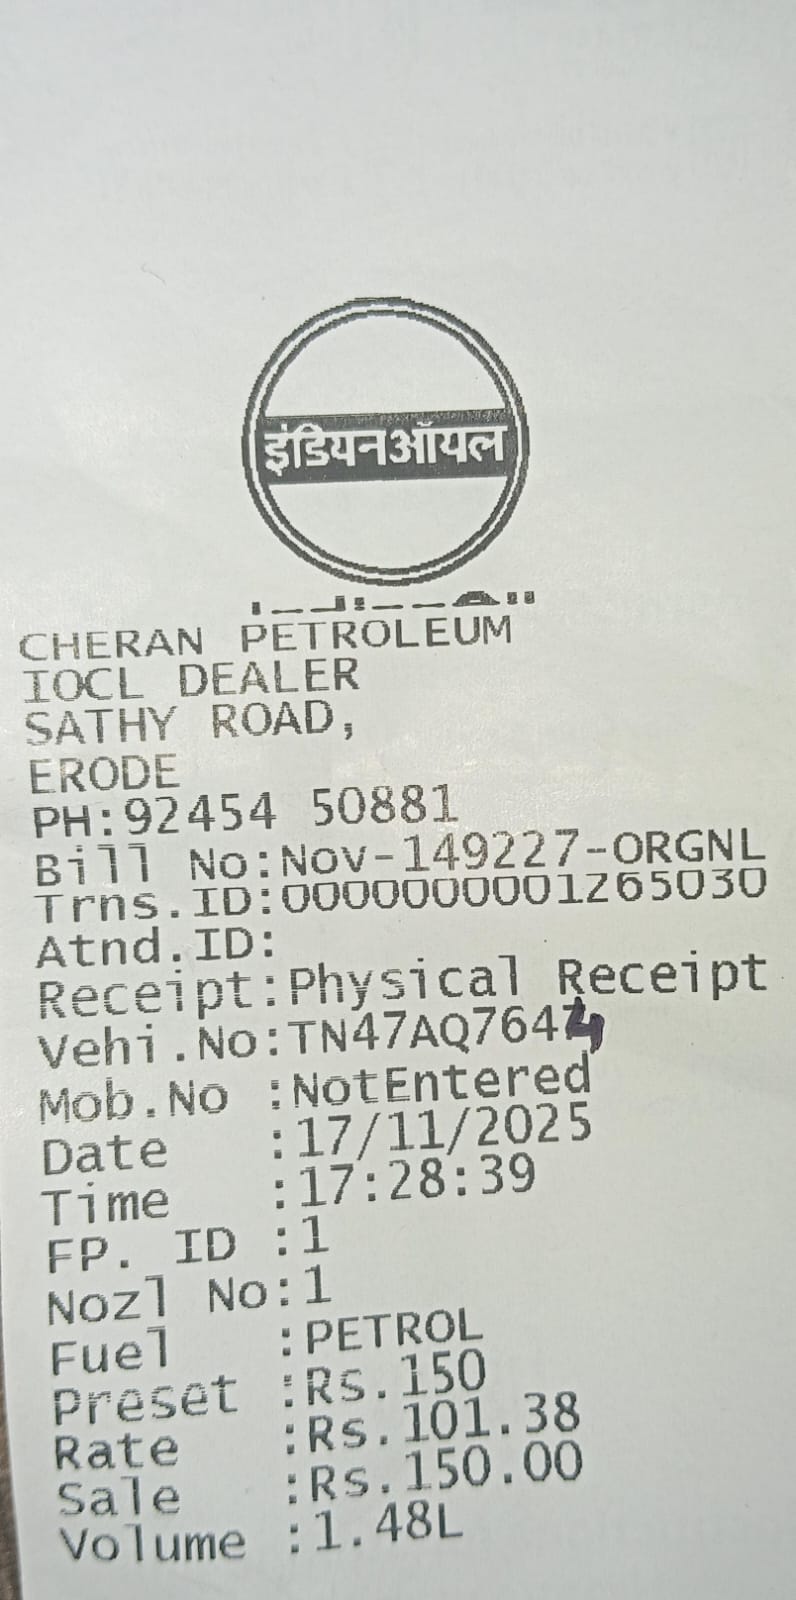 इंडियनऑयल
CHERAN PETROLEUM
IOCL DEALER
SATHY ROAD,
ERODE
PH:92454 50881
Bill No:Nov-149227-ORGNL
Trns.ID:0000000001265030
Atnd.ID:
Receipt:Physical Receipt
Vehi.No:TN47AQ7644
Mob.No :NotEntered
Date :17/11/2025
Time :17:28:39
FP. ID :1
Nozl No:1
Fuel :PETROL
Preset :Rs.150
Rate :Rs.101.38
Sale :Rs.150.00
Volume :1.48L